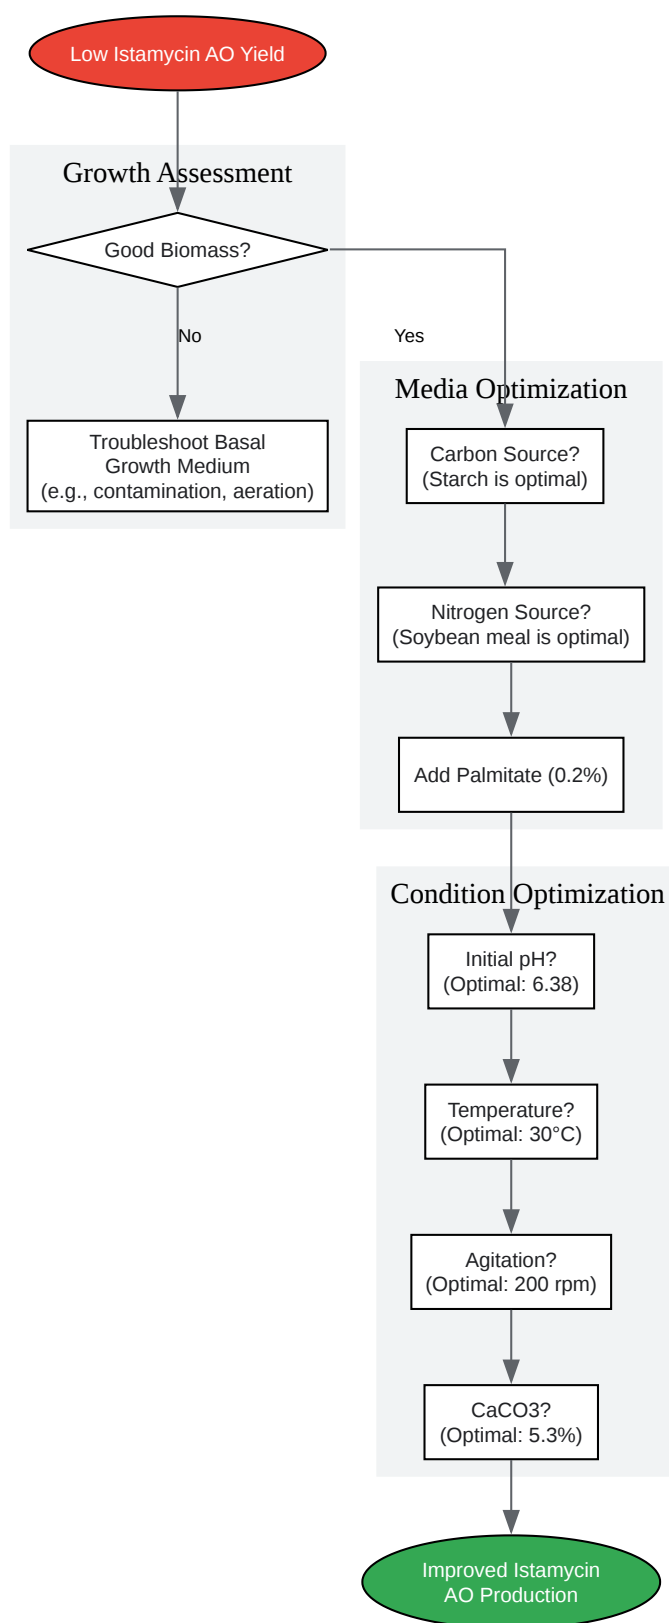 Low Istamycin AO Yield
Growth Assessment
Good Biomass?
No
Yes
Troubleshoot Basal
Growth Medium
(e.g., contamination, aeration)
Media Optimization
Carbon Source?
(Starch is optimal)
Nitrogen Source?
(Soybean meal is optimal)
Add Palmitate (0.2%)
Condition Optimization
Initial pH?
(Optimal: 6.38)
Temperature?
(Optimal: 30°C)
Agitation?
(Optimal: 200 rpm)
CaCO3?
(Optimal: 5.3%)
Improved Istamycin
AO Production